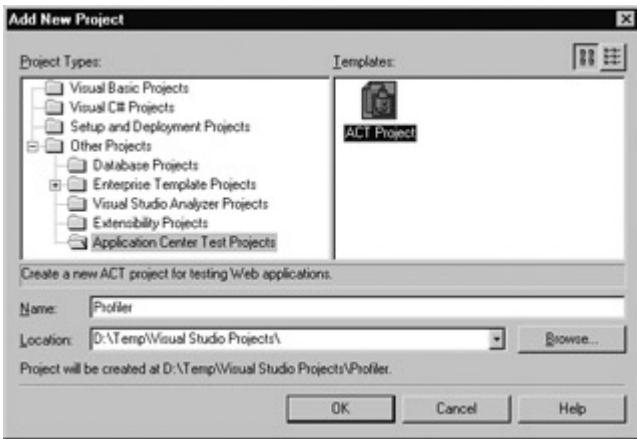 Add New Project
Project Types:
Templates:
Visual Basic Projects
Visual C# Projects
Setup and Deployment Projects
Other Projects
Database Projects
Enterprise Template Projects
Visual Studio Analyzer Projects
Extensibility Projects
Application Center Test Projects
ACT Project
Create a new ACT project for testing Web applications.
Name: Profiler
Location: D:\Temp\Visual Studio Projects\ Browse...
Project will be created at D:\Temp\Visual Studio Projects\Profiler.
OK Cancel Help